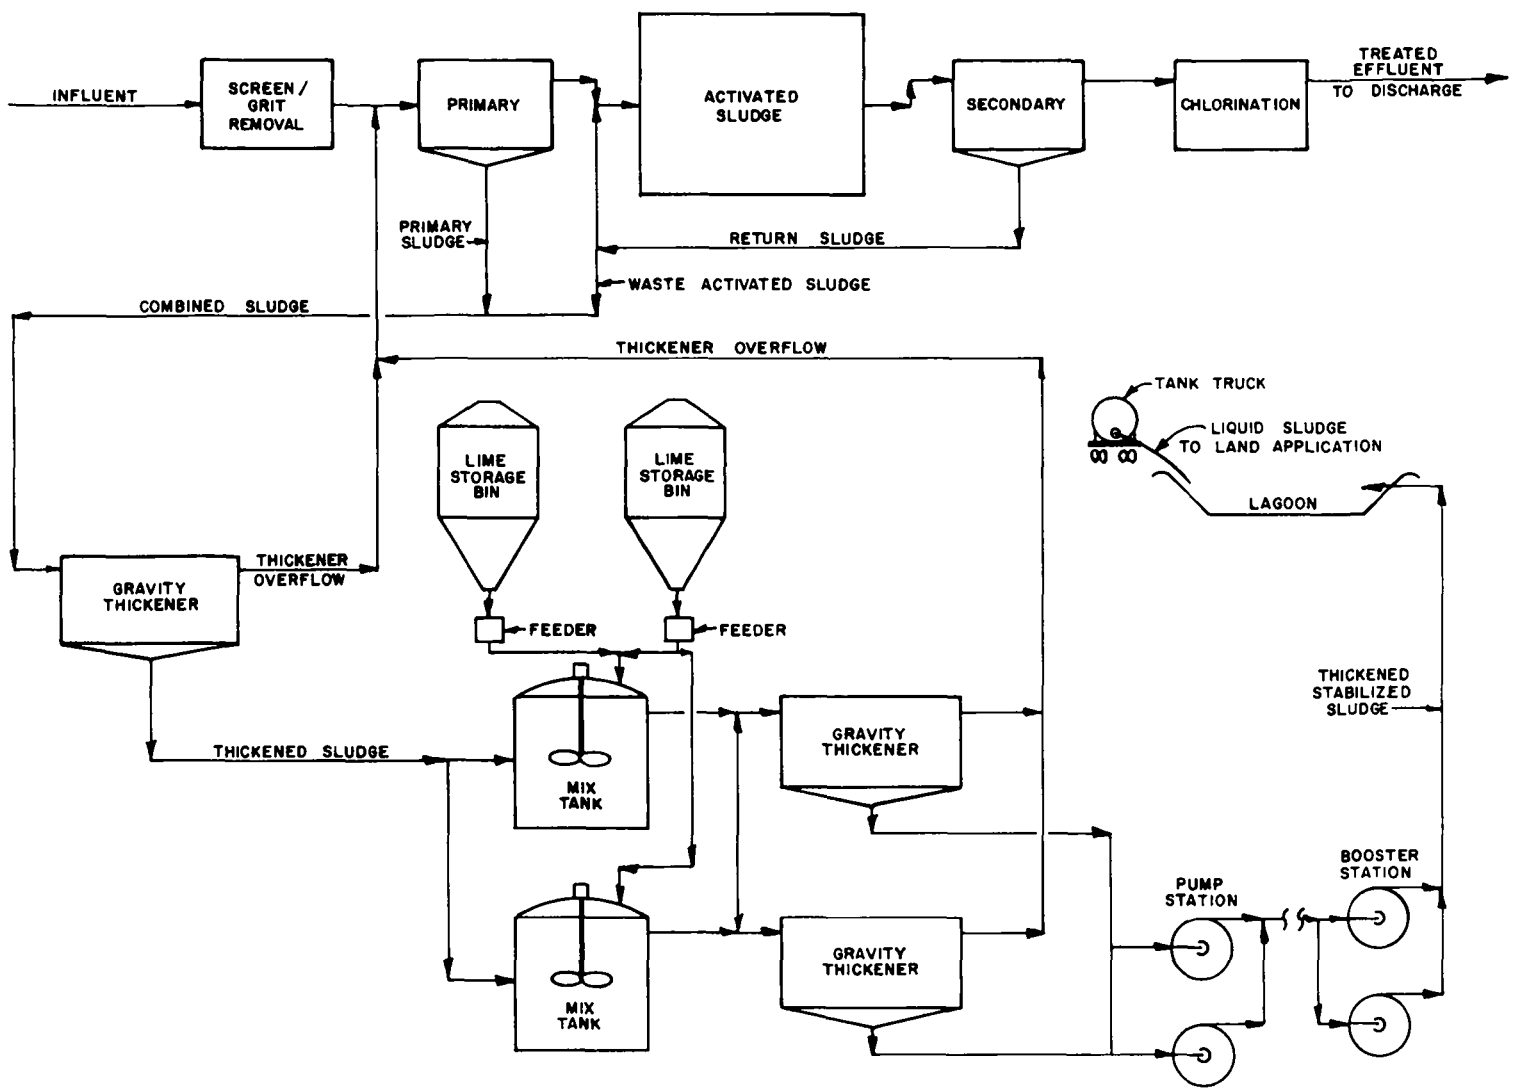 INFLUENT
SCREEN/
GRIT
REMOVAL
PRIMARY
ACTIVATED
SLUDGE
SECONDARY
CHLORINATION
TREATED
EFFLUENT
TO DISCHARGE
PRIMARY
SLUDGE
RETURN SLUDGE
WASTE ACTIVATED SLUDGE
COMBINED SLUDGE
THICKENER OVERFLOW
TANK TRUCK
LIQUID SLUDGE
TO LAND APPLICATION
LAGOON
LIME
STORAGE
BIN
LIME
STORAGE
BIN
THICKENER
OVERFLOW
GRAVITY
THICKENER
FEEDER
FEEDER
THICKENED
STABILIZED
SLUDGE
THICKENED SLUDGE
MIX
TANK
GRAVITY
THICKENER
BOOSTER
STATION
PUMP
STATION
MIX
TANK
GRAVITY
THICKENER